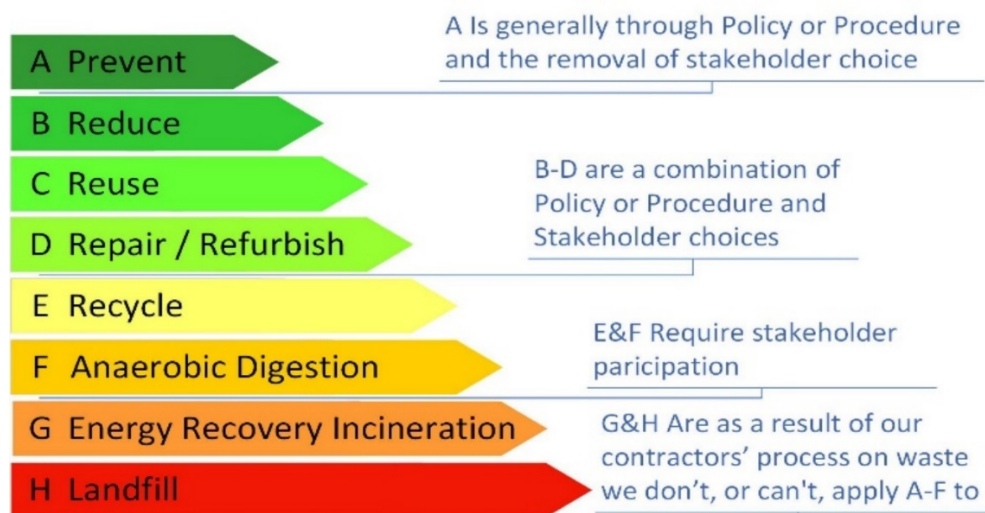 A Is generally through Policy or Procedure
and the removal of stakeholder choice
A Prevent
B Reduce
C Reuse
D Repair / Refurbish
B-D are a combination of
Policy or Procedure and
Stakeholder choices
E Recycle
F Anaerobic Digestion
E&F Require stakeholder
paricipation
G Energy Recovery Incineration
H Landfill
G&H Are as a result of our
contractors’ process on waste
we don’t, or can't, apply A-F to